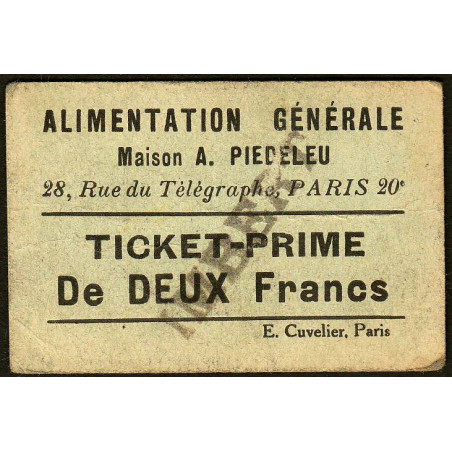 ALIMENTATION GÉNÉRALE
Maison A. PIEDELEU
28, Rue du Télégraphe, PARIS 20e
TICKET-PRIME
De DEUX Francs
E. Cuvelier, Paris